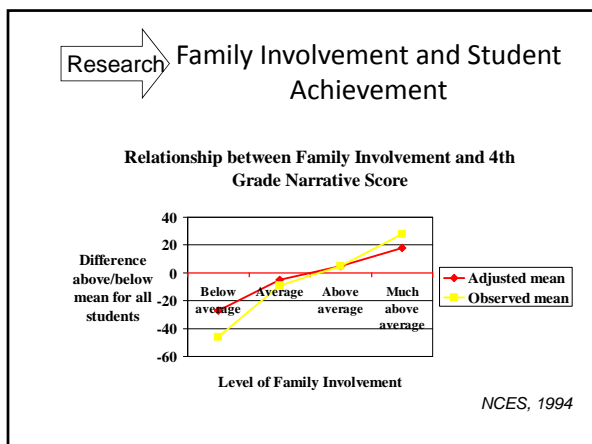 Research
Family Involvement and Student
Achievement
Relationship between Family Involvement and 4th
Grade Narrative Score
Difference
above/below
mean for all
students
40
20
0
-20
-40
-60
Below
average
Average
Above
average
Much
above
average
Level of Family Involvement
Adjusted mean
Observed mean
NCES, 1994